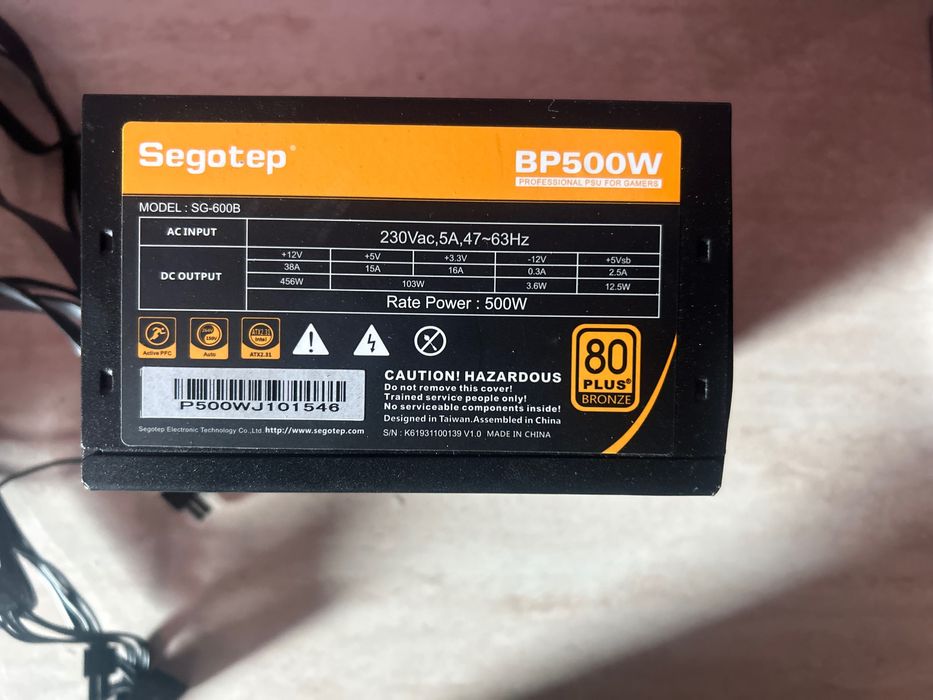 Segotep®
BP500W
PROFESSIONAL PSU FOR GAMERS
MODEL : SG-600B
AC INPUT 230Vac,5A,47~63Hz
DC OUTPUT +12V +5V +3.3V -12V +5Vsb
38A 15A 16A 0.3A 2.5A
456W 103W 3.6W 12.5W
Rate Power : 500W
Active PFC
Auto
ATX2.31
Intel
ATX2.31
CAUTION! HAZARDOUS
Do not remove this cover!
Trained service people only!
No serviceable components inside!
Designed in Taiwan.Assembled in China
S/N : K61931100139 V1.0 MADE IN CHINA
80
PLUS®
BRONZE
P500WJ101546
Segotep Electronic Technology Co.,Ltd. http://www.segotep.com